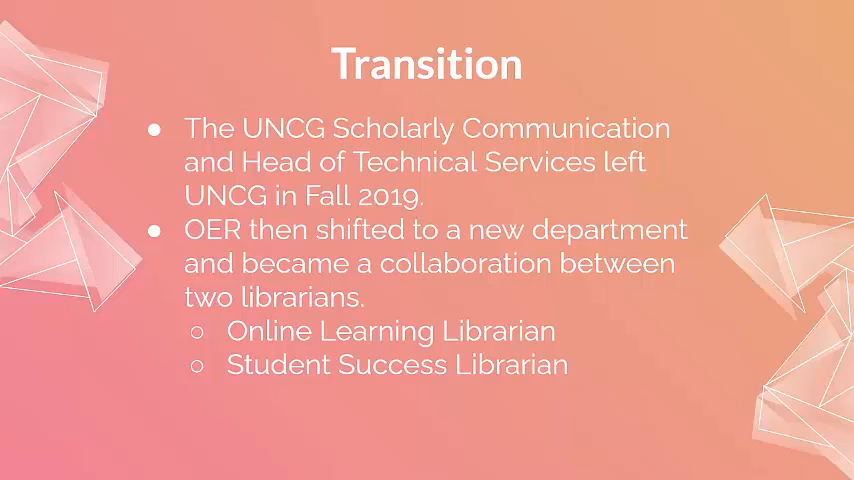 Transition
● The UNCG Scholarly Communication
and Head of Technical Services left
UNCG in Fall 2019.
● OER then shifted to a new department
and became a collaboration between
two librarians.
○ Online Learning Librarian
○ Student Success Librarian